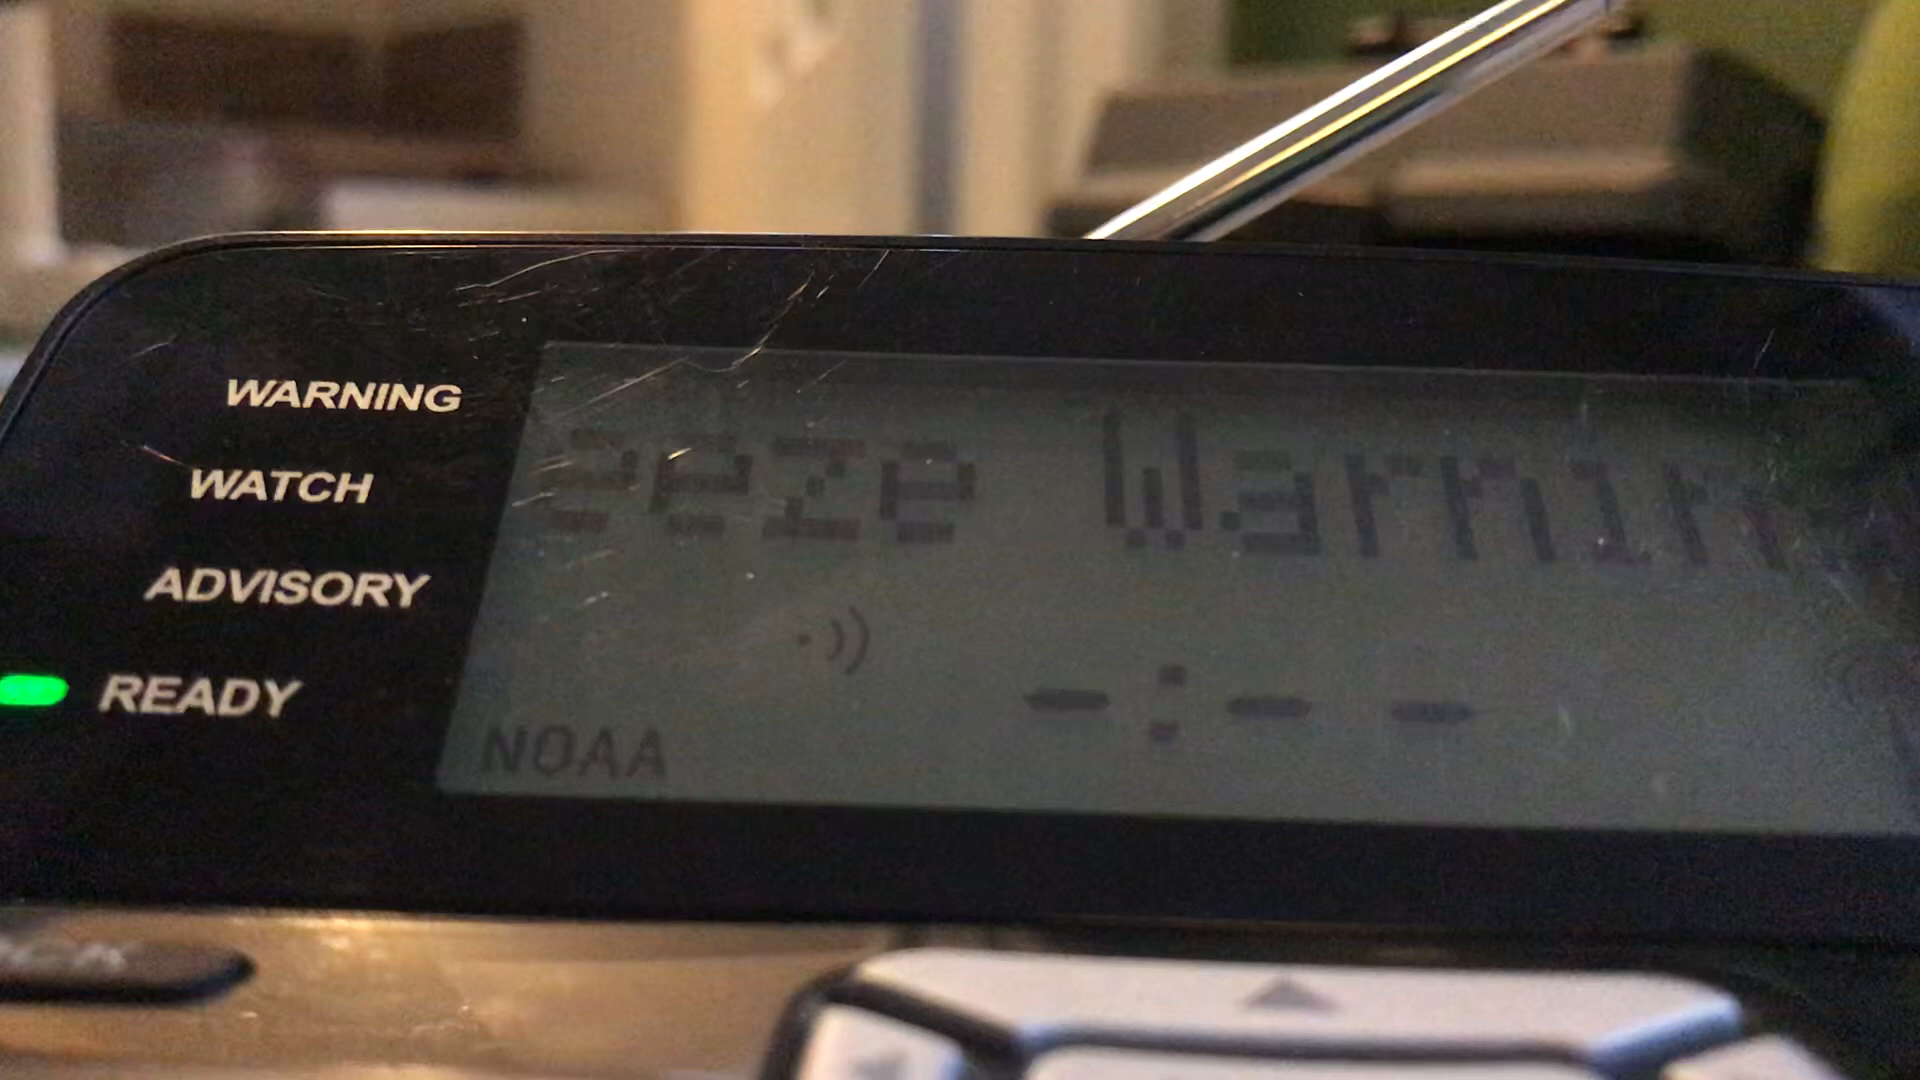 WARNING
eeze Warnin
WATCH
ADVISORY
READY
-:--
NOAA